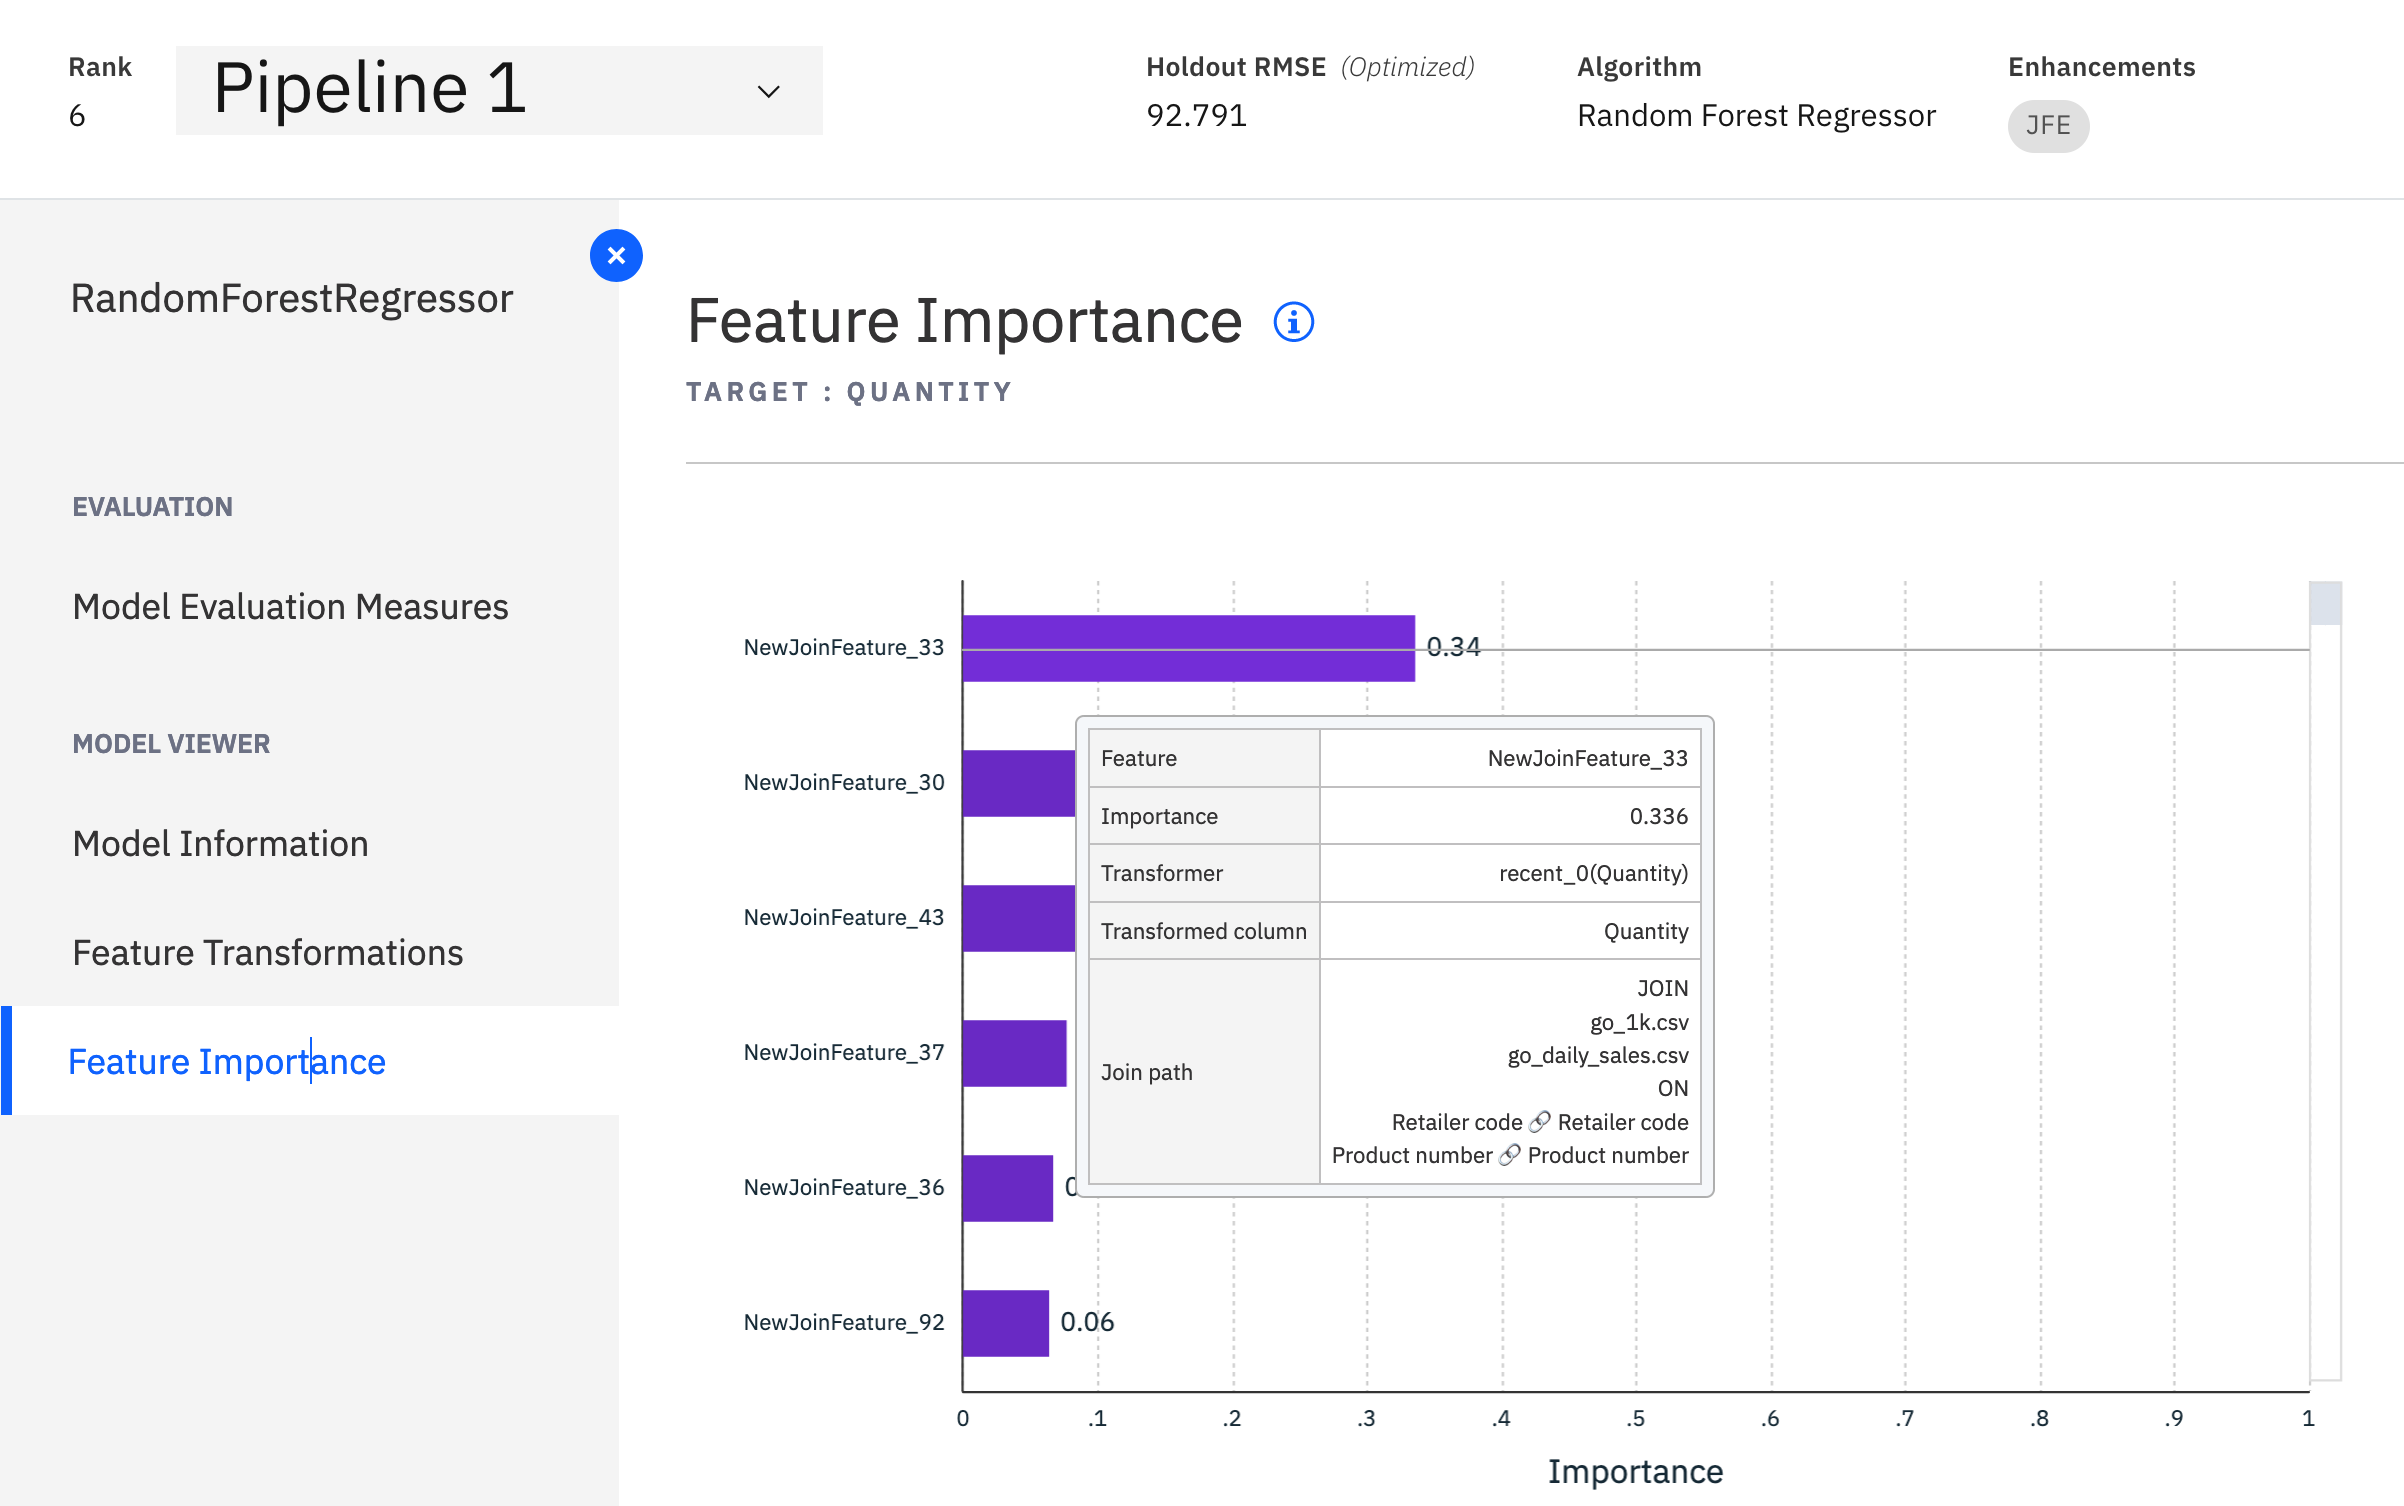 Rank
6
Pipeline 1
Holdout RMSE (Optimized)
92.791
Algorithm
Random Forest Regressor
Enhancements
JFE
RandomForestRegressor
EVALUATION
Model Evaluation Measures
MODEL VIEWER
Model Information
Feature Transformations
Feature Importance
Feature Importance
TARGET : QUANTITY
NewJoinFeature_33
0.34
NewJoinFeature_30
NewJoinFeature_43
NewJoinFeature_37
NewJoinFeature_36
NewJoinFeature_92
0.06
Feature NewJoinFeature_33
Importance 0.336
Transformer recent_0(Quantity)
Transformed column Quantity
Join path
JOIN
go_1k.csv
go_daily_sales.csv
ON
Retailer code 🔗 Retailer code
Product number 🔗 Product number
0 .1 .2 .3 .4 .5 .6 .7 .8 .9 1
Importance